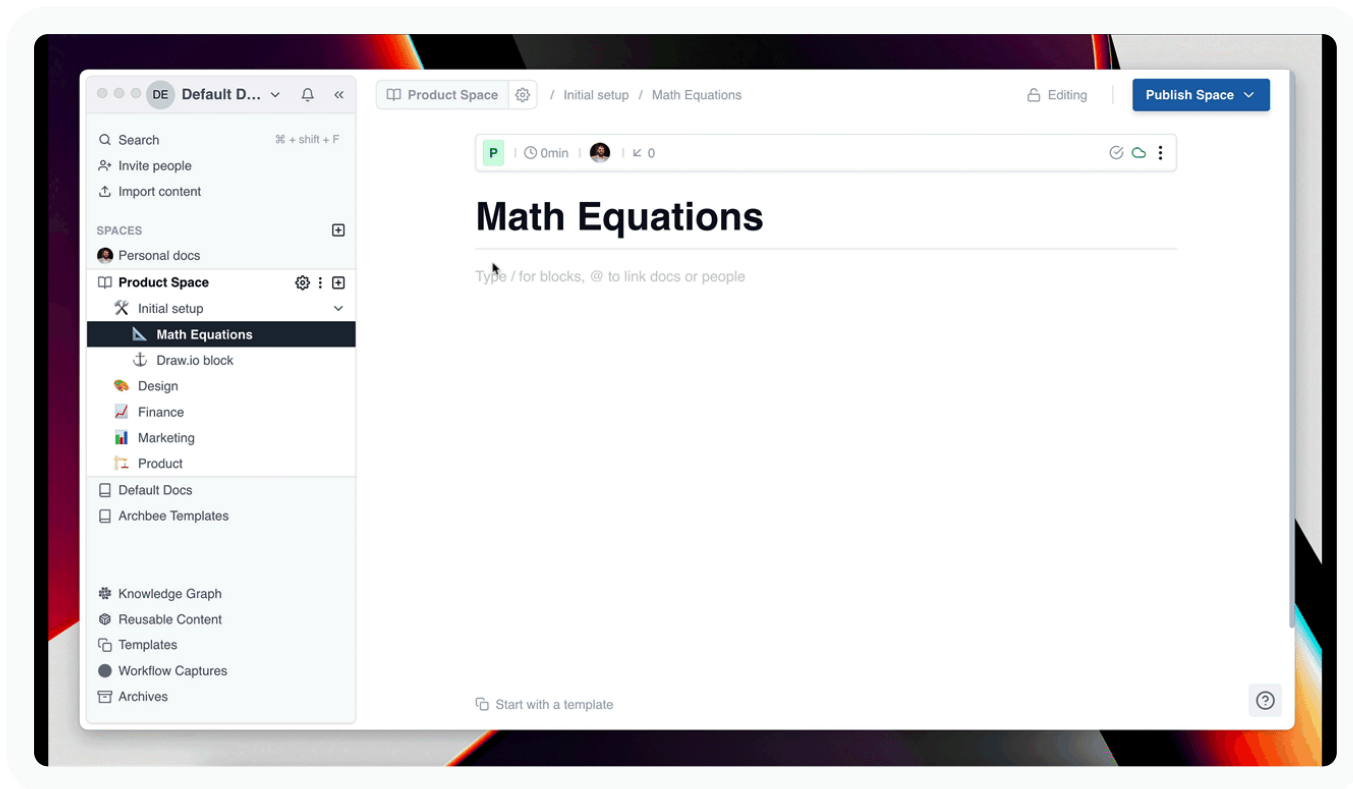 DE Default D...
Search ⌘ + shift + F
Invite people
Import content
SPACES
Personal docs
Product Space
Initial setup
Math Equations
Draw.io block
Design
Finance
Marketing
Product
Default Docs
Archbee Templates
Knowledge Graph
Reusable Content
Templates
Workflow Captures
Archives
Product Space / Initial setup / Math Equations
Editing
Publish Space
P 0min 0
Math Equations
Type / for blocks, @ to link docs or people
Start with a template